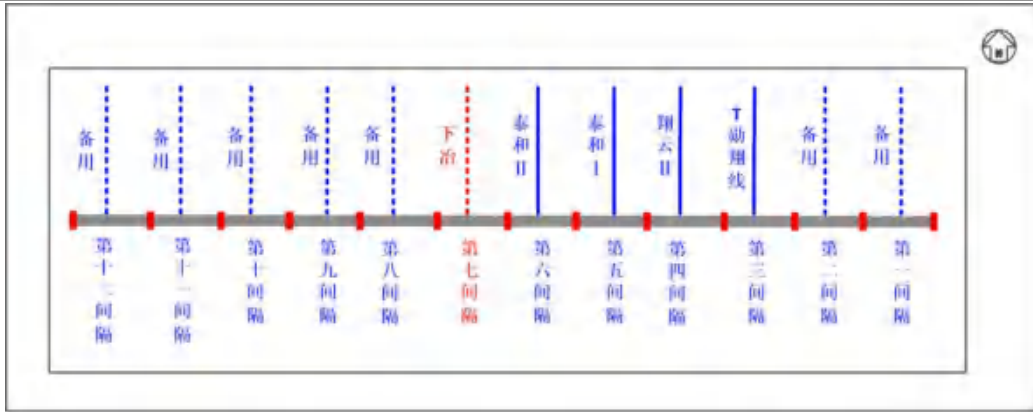 备用
备用
备用
备用
备用
下冶
泰和II
泰和I
翔云II
T勋翔线
备用
备用
第十二间隔
第十一间隔
第十间隔
第九间隔
第八间隔
第七间隔
第六间隔
第五间隔
第四间隔
第三间隔
第二间隔
第一间隔